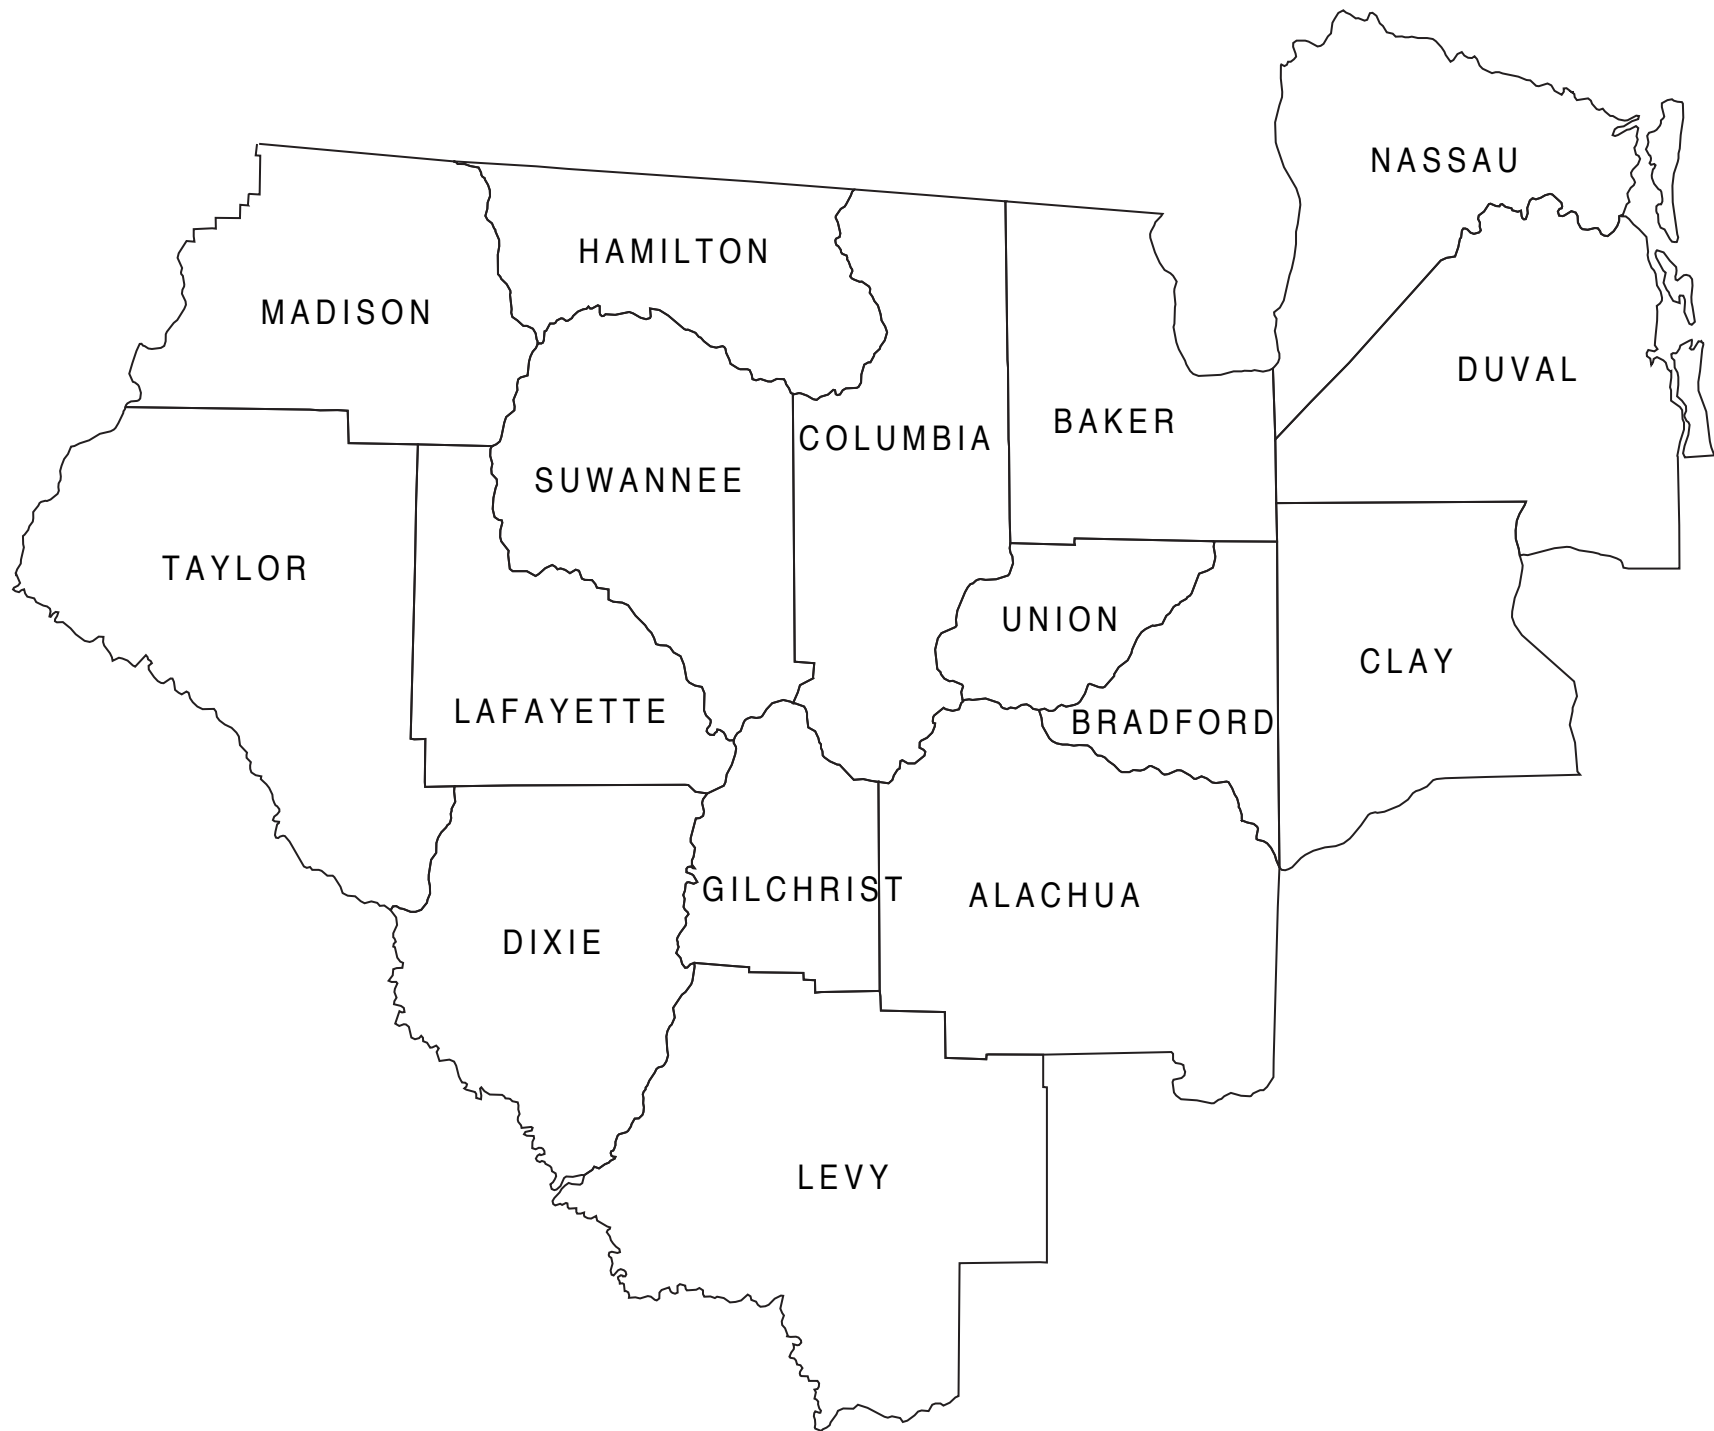 NASSAU
HAMILTON
MADISON
DUVAL
BAKER
COLUMBIA
SUWANNEE
TAYLOR
UNION
CLAY
LAFAYETTE
BRADFORD
GILCHRIST
ALACHUA
DIXIE
LEVY